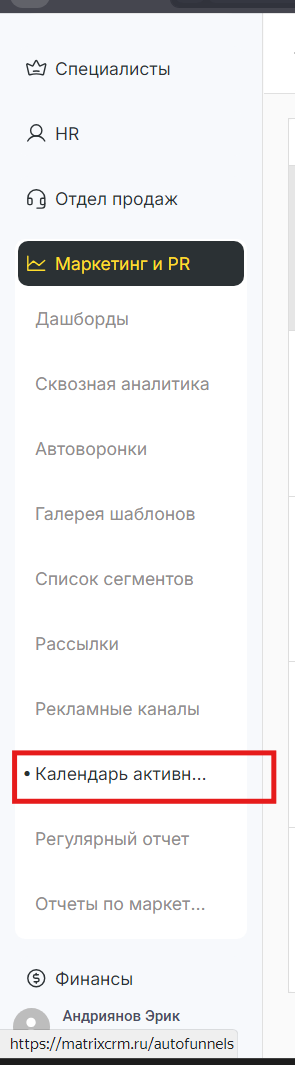 Специалисты
HR
Отдел продаж
Маркетинг и PR
Дашборды
Сквозная аналитика
Автоворонки
Галерея шаблонов
Список сегментов
Рассылки
Рекламные каналы
• Календарь активн...
Регулярный отчет
Отчеты по маркет...
Финансы
Андриянов Эрик
https://matrixcrm.ru/autofunnels